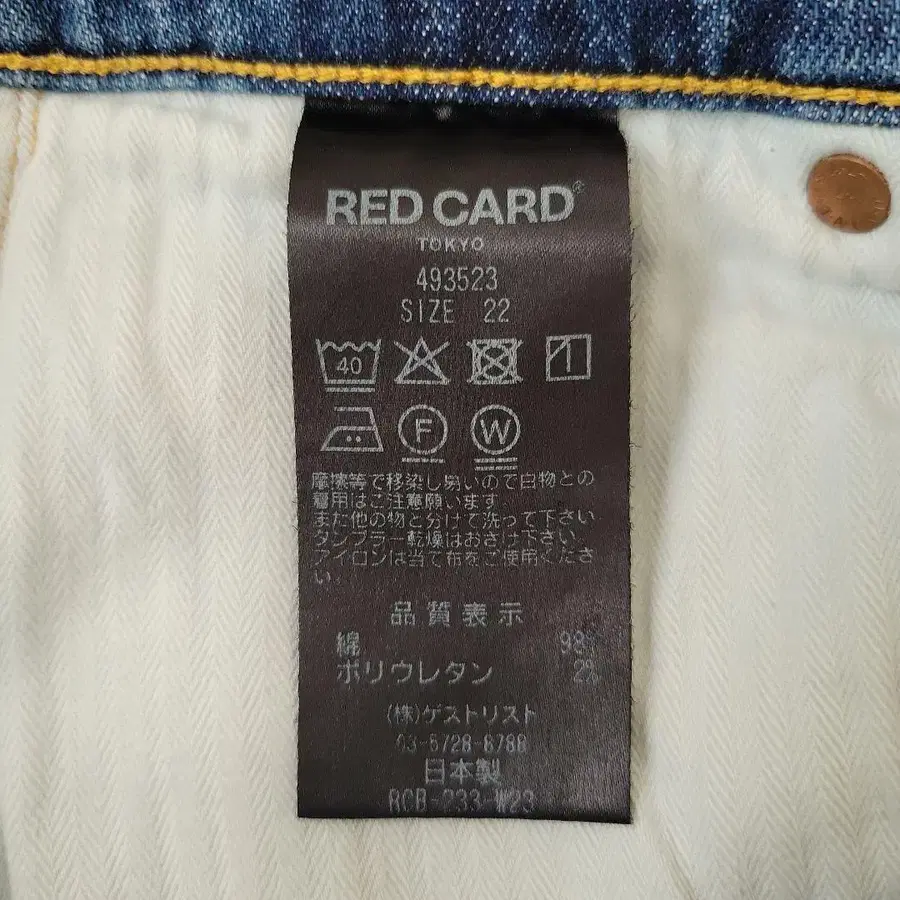 RED CARD®
TOKYO
493523
SIZE 22
40
F
W
摩擦等で移染し易いので白物との
着用はご注意願います
また他の物と分けて洗って下さい
タンブラー乾燥はおさけ下さい
アイロンは当て布をご使用くださ
い
品質表示
綿 98%
ポリウレタン 2%
(株)ゲストリスト
03-5728-8788
日本製
RCB-233-W23